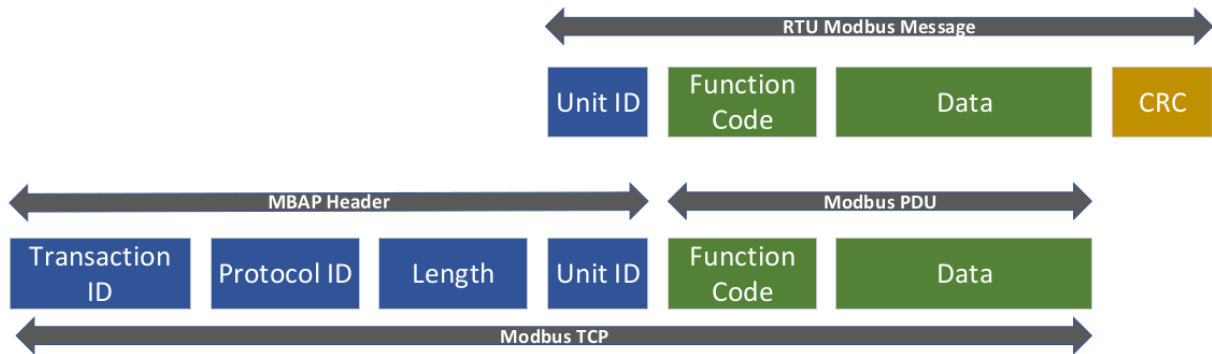 RTU Modbus Message
Unit ID
Function
Code
Data
CRC
MBAP Header
Modbus PDU
Transaction
ID
Protocol ID
Length
Unit ID
Function
Code
Data
Modbus TCP